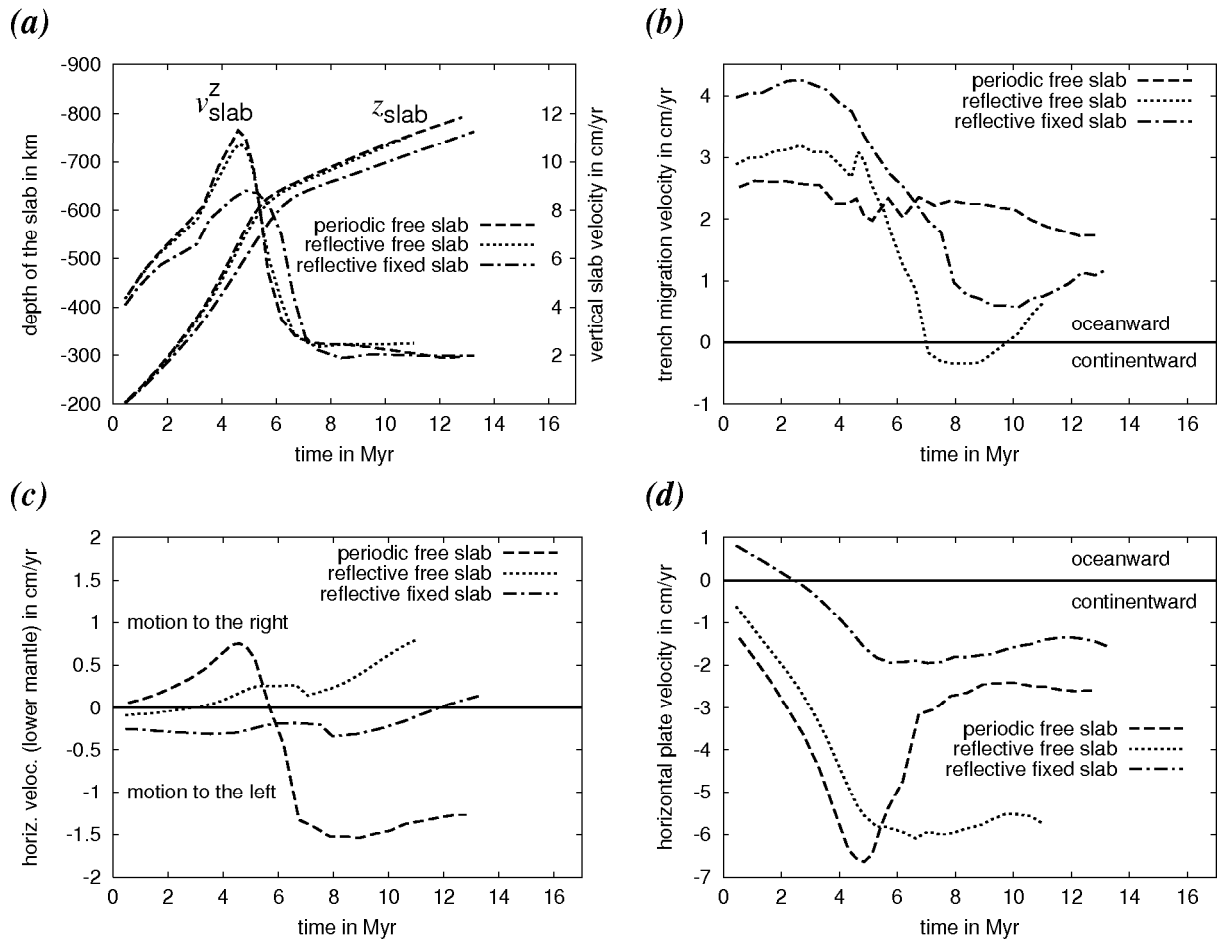 (a)
-900
-800
-700
-600
-500
-400
-300
-200
depth of the slab in km
v z slab
z slab
periodic free slab
reflective free slab
reflective fixed slab
12
10
8
6
4
2
0
vertical slab velocity in cm/yr
0 2 4 6 8 10 12 14 16
time in Myr
(b)
4
3
2
1
0
-1
trench migration velocity in cm/yr
periodic free slab
reflective free slab
reflective fixed slab
oceanward
continentward
0 2 4 6 8 10 12 14 16
time in Myr
(c)
2
1.5
1
0.5
0
-0.5
-1
-1.5
-2
horiz. veloc. (lower mantle) in cm/yr
periodic free slab
reflective free slab
reflective fixed slab
motion to the right
motion to the left
0 2 4 6 8 10 12 14 16
time in Myr
(d)
1
0
-1
-2
-3
-4
-5
-6
-7
horizontal plate velocity in cm/yr
oceanward
continentward
periodic free slab
reflective free slab
reflective fixed slab
0 2 4 6 8 10 12 14 16
time in Myr